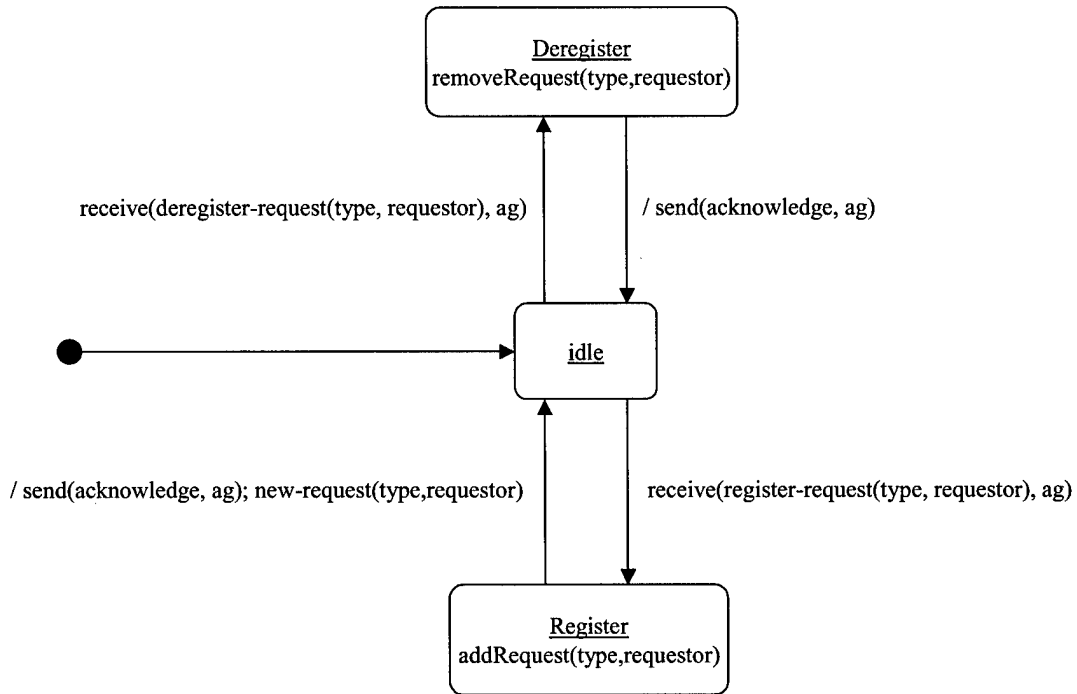 Deregister
removeRequest(type,requestor)
receive(deregister-request(type, requestor), ag)
/ send(acknowledge, ag)
idle
/ send(acknowledge, ag); new-request(type,requestor)
receive(register-request(type, requestor), ag)
Register
addRequest(type,requestor)